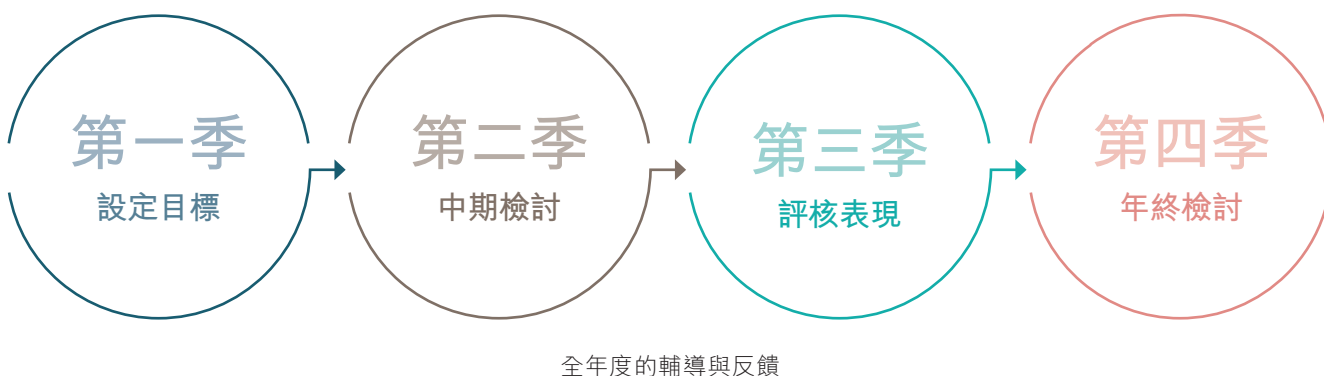 第一季
設定目標
第二季
中期檢討
第三季
評核表現
第四季
年終檢討
全年度的輔導與反饋